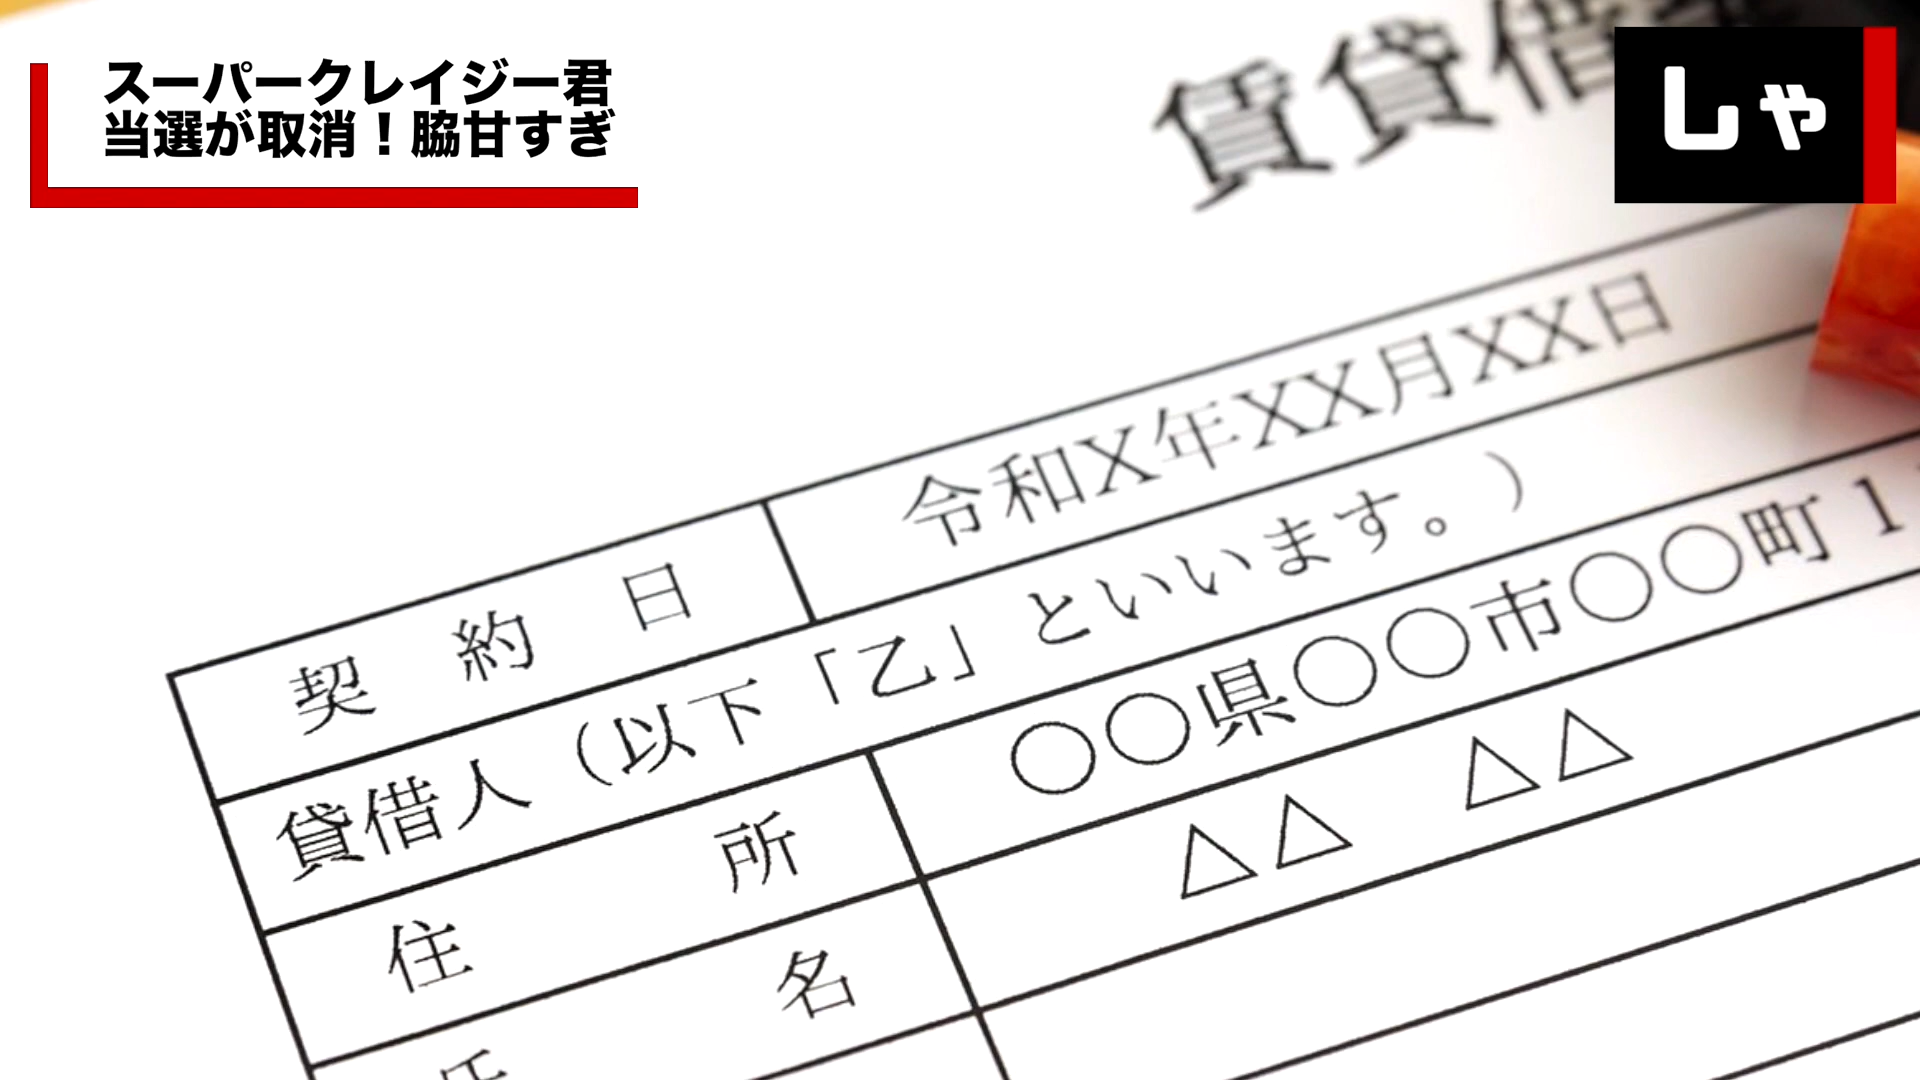 スーパークレイジー君
当選が取消！脇甘すぎ
しゃ
賃貸借
契約日
令和X年XX月XX日
貸借人（以下「乙」といいます。）
住所
〇〇県〇〇市〇〇町１
名
△△ △△